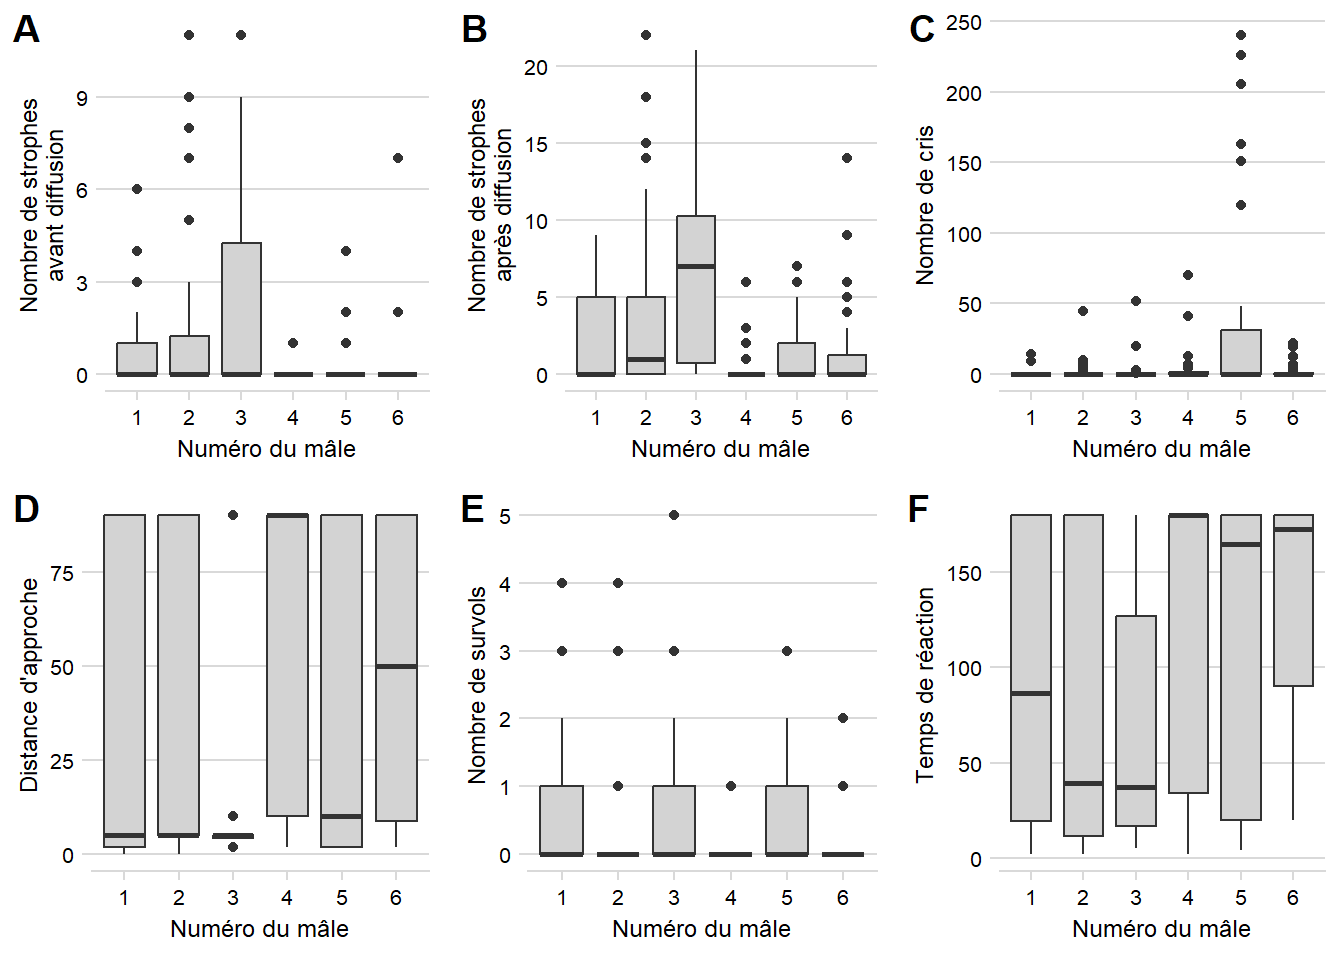 A
Nombre de strophes
avant diffusion
9
6
3
0
1 2 3 4 5 6
Numéro du mâle
B
Nombre de strophes
après diffusion
20
15
10
5
0
1 2 3 4 5 6
Numéro du mâle
C
Nombre de cris
250
200
150
100
50
0
1 2 3 4 5 6
Numéro du mâle
D
Distance d'approche
75
50
25
0
1 2 3 4 5 6
Numéro du mâle
E
Nombre de survols
5
4
3
2
1
0
1 2 3 4 5 6
Numéro du mâle
F
Temps de réaction
150
100
50
0
1 2 3 4 5 6
Numéro du mâle